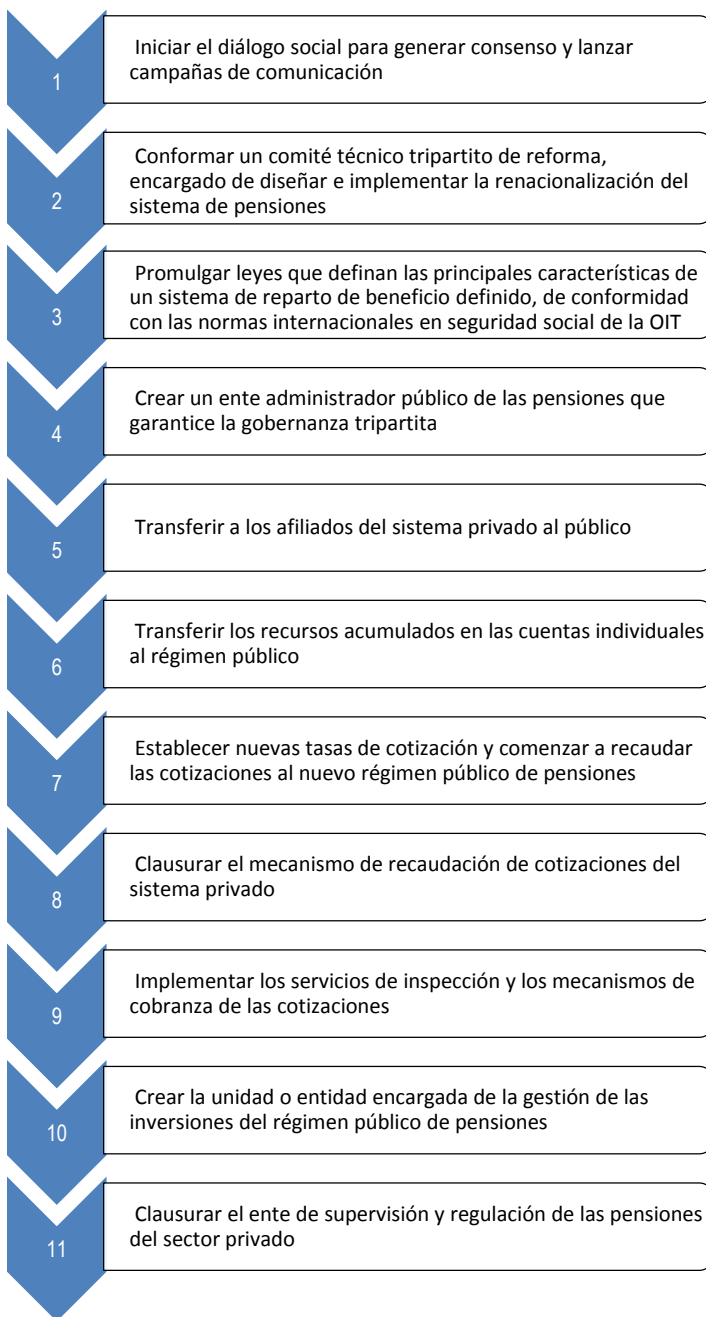 1
Iniciar el diálogo social para generar consenso y lanzar
campañas de comunicación
2
Conformar un comité técnico tripartito de reforma,
encargado de diseñar e implementar la renacionalización del
sistema de pensiones
3
Promulgar leyes que definan las principales características de
un sistema de reparto de beneficio definido, de conformidad
con las normas internacionales en seguridad social de la OIT
4
Crear un ente administrador público de las pensiones que
garantice la gobernanza tripartita
5
Transferir a los afiliados del sistema privado al público
6
Transferir los recursos acumulados en las cuentas individuales
al régimen público
7
Establecer nuevas tasas de cotización y comenzar a recaudar
las cotizaciones al nuevo régimen público de pensiones
8
Clausurar el mecanismo de recaudación de cotizaciones del
sistema privado
9
Implementar los servicios de inspección y los mecanismos de
cobranza de las cotizaciones
10
Crear la unidad o entidad encargada de la gestión de las
inversiones del régimen público de pensiones
11
Clausurar el ente de supervisión y regulación de las pensiones
del sector privado